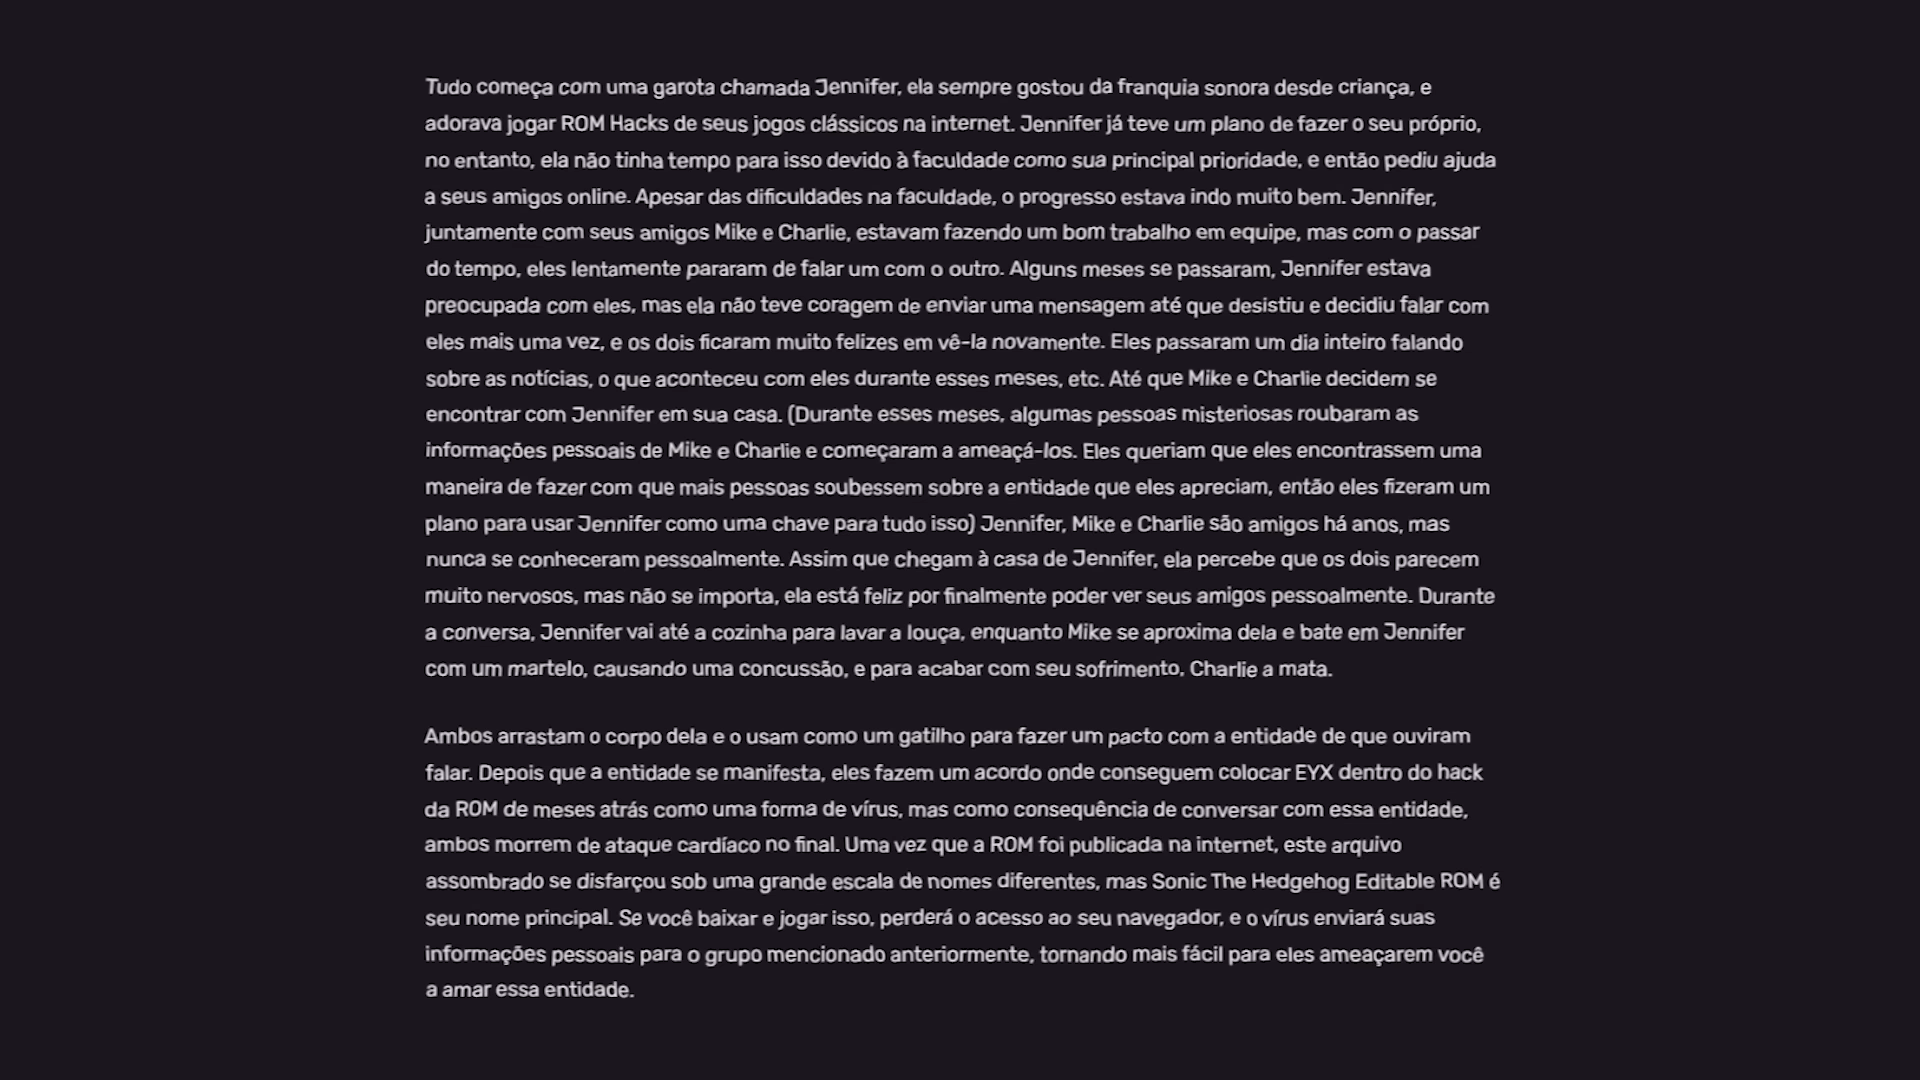 Tudo começa com uma garota chamada Jennifer, ela sempre gostou da franquia sonora desde criança, e
adorava jogar ROM Hacks de seus jogos clássicos na internet. Jennifer já teve um plano de fazer o seu próprio,
no entanto, ela não tinha tempo para isso devido à faculdade como sua principal prioridade, e então pediu ajuda
a seus amigos online. Apesar das dificuldades na faculdade, o progresso estava indo muito bem. Jennifer,
juntamente com seus amigos Mike e Charlie, estavam fazendo um bom trabalho em equipe, mas com o passar
do tempo, eles lentamente pararam de falar um com o outro. Alguns meses se passaram, Jennifer estava
preocupada com eles, mas ela não teve coragem de enviar uma mensagem até que desistiu e decidiu falar com
eles mais uma vez, e os dois ficaram muito felizes em vê-la novamente. Eles passaram um dia inteiro falando
sobre as notícias, o que aconteceu com eles durante esses meses, etc. Até que Mike e Charlie decidem se
encontrar com Jennifer em sua casa. (Durante esses meses, algumas pessoas misteriosas roubaram as
informações pessoais de Mike e Charlie e começaram a ameaçá-los. Eles queriam que eles encontrassem uma
maneira de fazer com que mais pessoas soubessem sobre a entidade que eles apreciam, então eles fizeram um
plano para usar Jennifer como uma chave para tudo isso) Jennifer, Mike e Charlie são amigos há anos, mas
nunca se conheceram pessoalmente. Assim que chegam à casa de Jennifer, ela percebe que os dois parecem
muito nervosos, mas não se importa, ela está feliz por finalmente poder ver seus amigos pessoalmente. Durante
a conversa, Jennifer vai até a cozinha para lavar a louça, enquanto Mike se aproxima dela e bate em Jennifer
com um martelo, causando uma concussão, e para acabar com seu sofrimento, Charlie a mata.
Ambos arrastam o corpo dela e o usam como um gatilho para fazer um pacto com a entidade de que ouviram
falar. Depois que a entidade se manifesta, eles fazem um acordo onde conseguem colocar EYX dentro do hack
da ROM de meses atrás como uma forma de vírus, mas como consequência de conversar com essa entidade,
ambos morrem de ataque cardíaco no final. Uma vez que a ROM foi publicada na internet, este arquivo
assombrado se disfarçou sob uma grande escala de nomes diferentes, mas Sonic The Hedgehog Editable ROM é
seu nome principal. Se você baixar e jogar isso, perderá o acesso ao seu navegador, e o vírus enviará suas
informações pessoais para o grupo mencionado anteriormente, tornando mais fácil para eles ameaçarem você
a amar essa entidade.